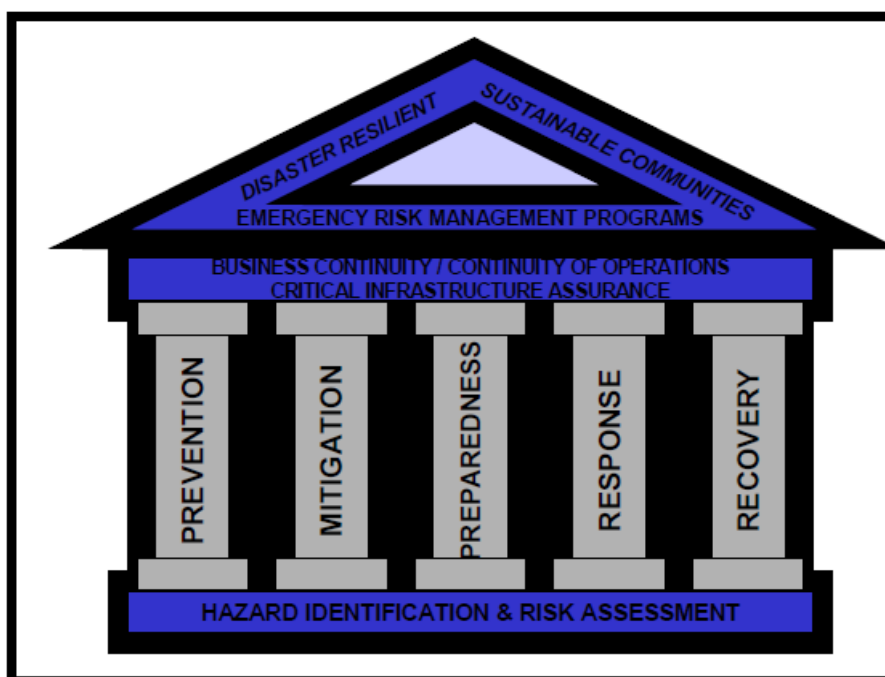 DISASTER RESILIENT
SUSTAINABLE COMMUNITIES
EMERGENCY RISK MANAGEMENT PROGRAMS
BUSINESS CONTINUITY / CONTINUITY OF OPERATIONS
CRITICAL INFRASTRUCTURE ASSURANCE
PREVENTION
MITIGATION
PREPAREDNESS
RESPONSE
RECOVERY
HAZARD IDENTIFICATION & RISK ASSESSMENT